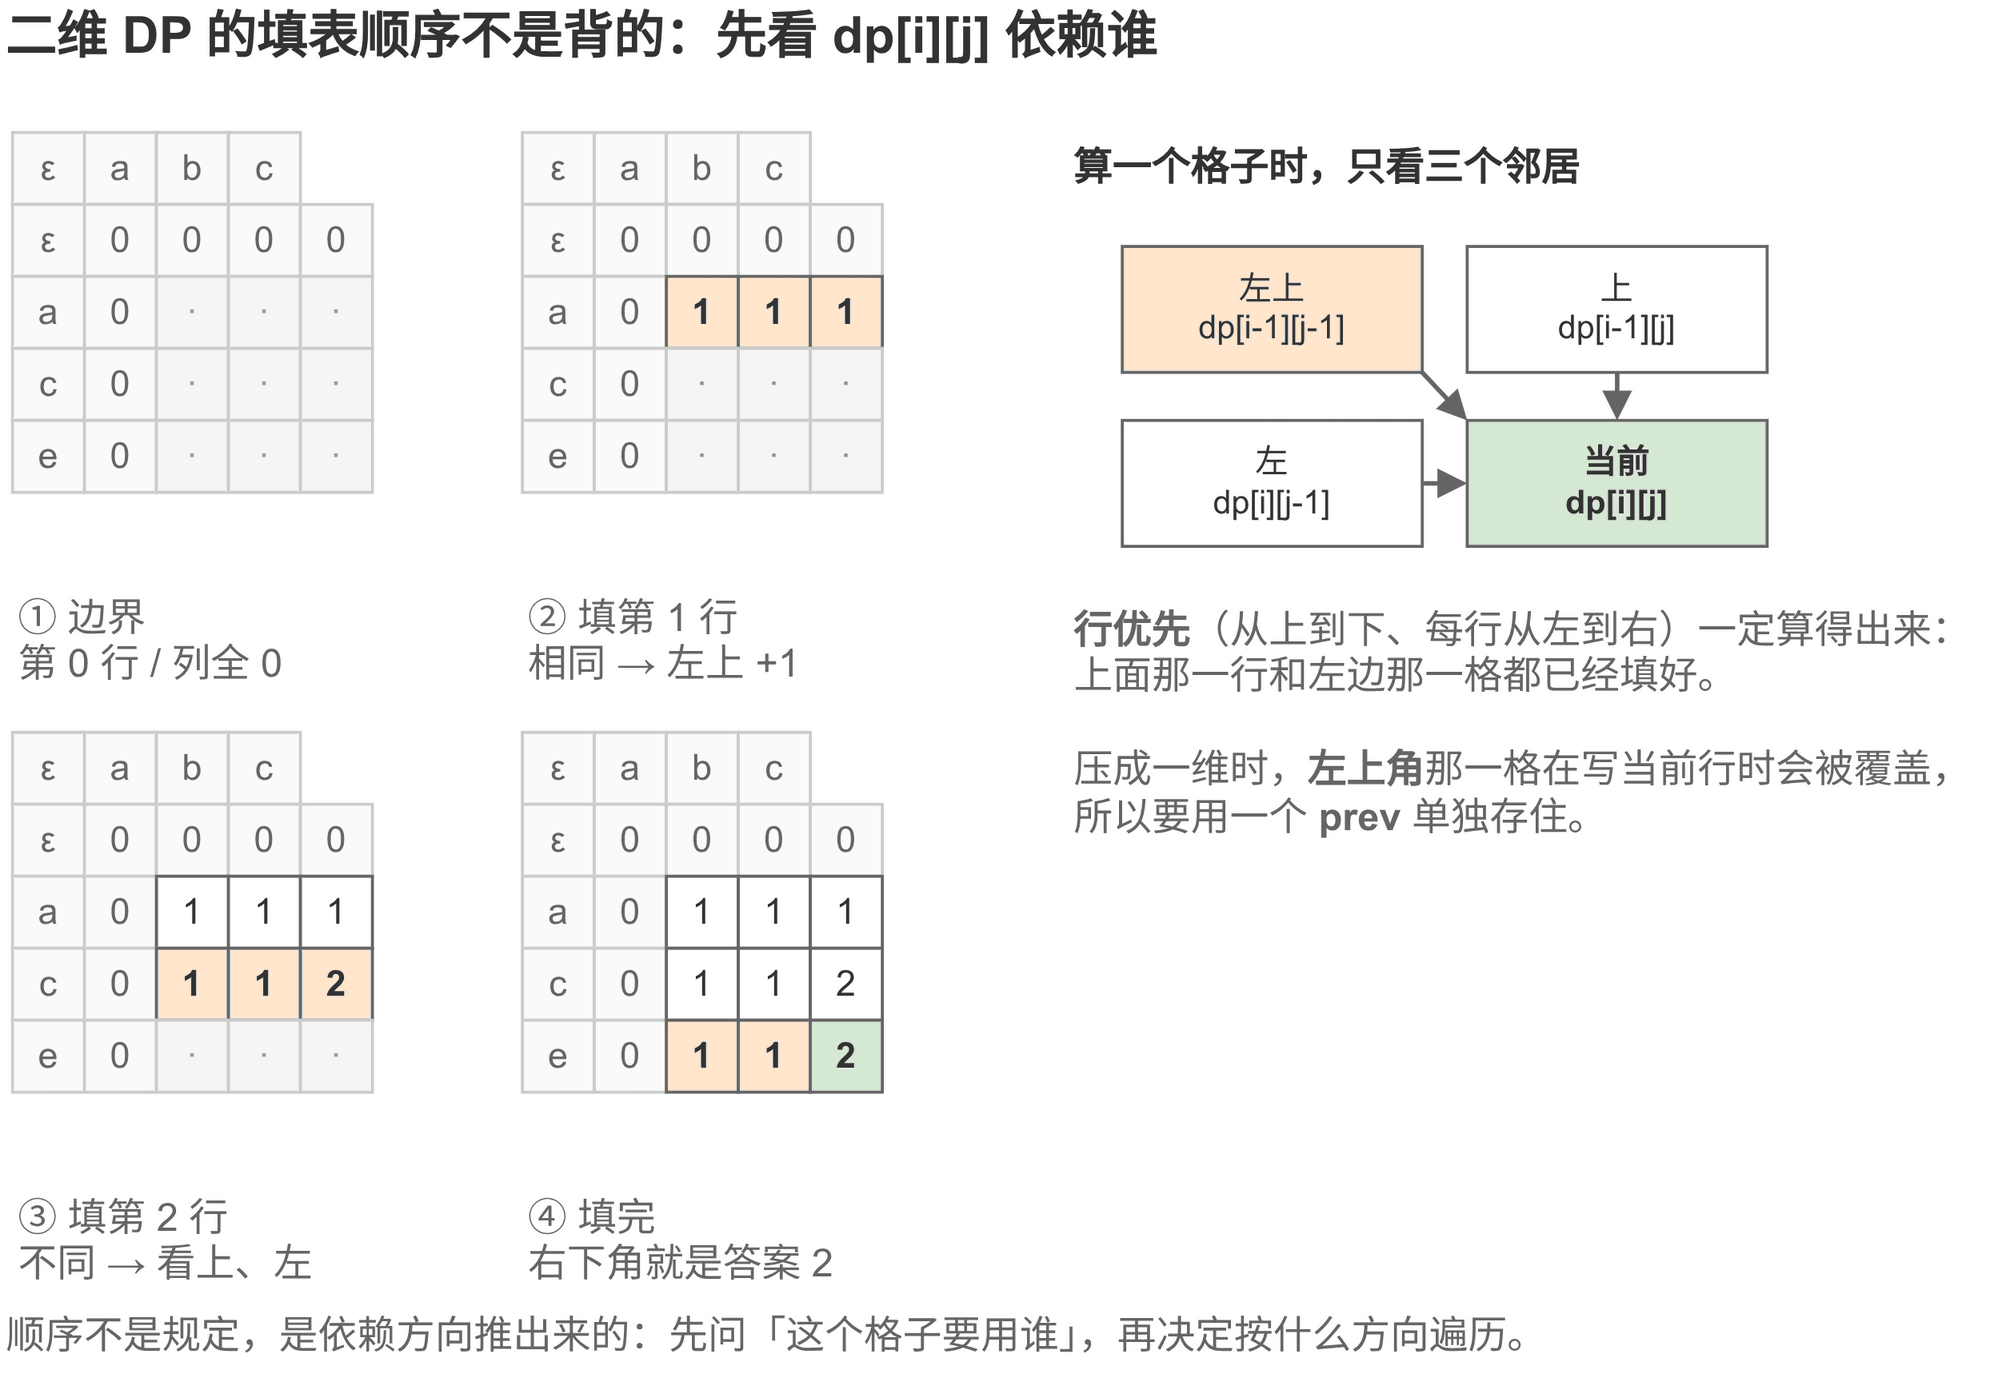 二维 DP 的填表顺序不是背的：先看 dp[i][j] 依赖谁
ε a b c
ε 0 0 0 0
a 0 · · ·
c 0 · · ·
e 0 · · ·
① 边界
第 0 行 / 列全 0
ε a b c
ε 0 0 0 0
a 0 1 1 1
c 0 · · ·
e 0 · · ·
② 填第 1 行
相同 → 左上 +1
ε a b c
ε 0 0 0 0
a 0 1 1 1
c 0 1 1 2
e 0 · · ·
③ 填第 2 行
不同 → 看上、左
ε a b c
ε 0 0 0 0
a 0 1 1 1
c 0 1 1 2
e 0 1 1 2
④ 填完
右下角就是答案 2
算一个格子时，只看三个邻居
左上
dp[i-1][j-1]
上
dp[i-1][j]
左
dp[i][j-1]
当前
dp[i][j]
行优先（从上到下、每行从左到右）一定算得出来：
上面那一行和左边那一格都已经填好。
压成一维时，左上角那一格在写当前行时会被覆盖，
所以要用一个 prev 单独存住。
顺序不是规定，是依赖方向推出来的：先问「这个格子要用谁」，再决定按什么方向遍历。